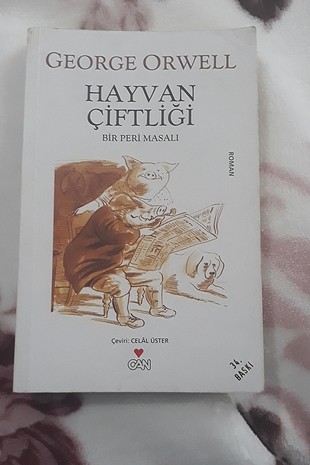 GEORGE ORWELL
HAYVAN
ÇİFTLİĞİ
BİR PERİ MASALI
ROMAN
Çeviri: CELÂL ÜSTER
CAN
34.
BASKI